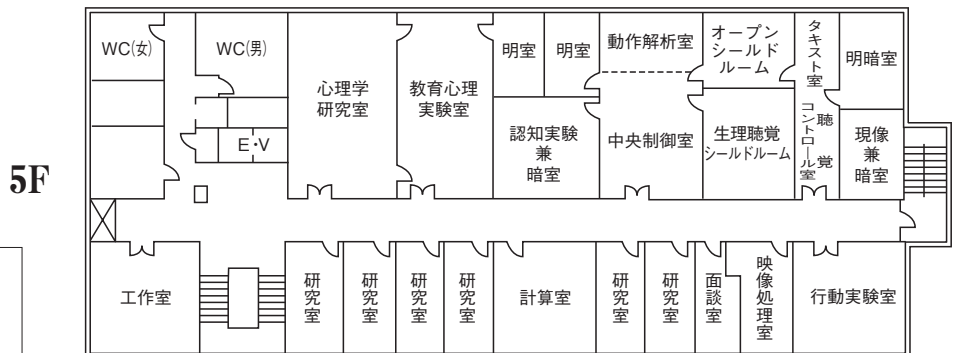 5F
WC(女)
WC(男)
E・V
心理学
研究室
教育心理
実験室
明室
明室
認知実験
兼
暗室
動作解析室
中央制御室
オープン
シールド
ルーム
生理聴覚
シールドルーム
タキスト室
聴覚
コントロール室
明暗室
現像
兼
暗室
工作室
研究室
研究室
研究室
研究室
計算室
研究室
研究室
面談室
映像処理室
行動実験室